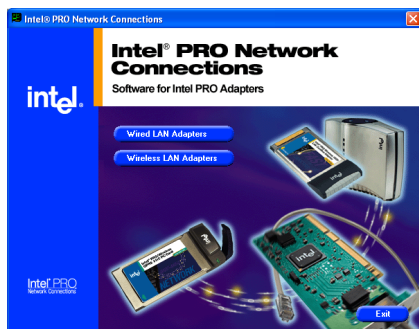 Intel® PRO Network Connections
Intel® PRO Network
Connections
Software for Intel PRO Adapters
intel®
Wired LAN Adapters
Wireless LAN Adapters
intel
Intel® PRO
Network Connections
Exit